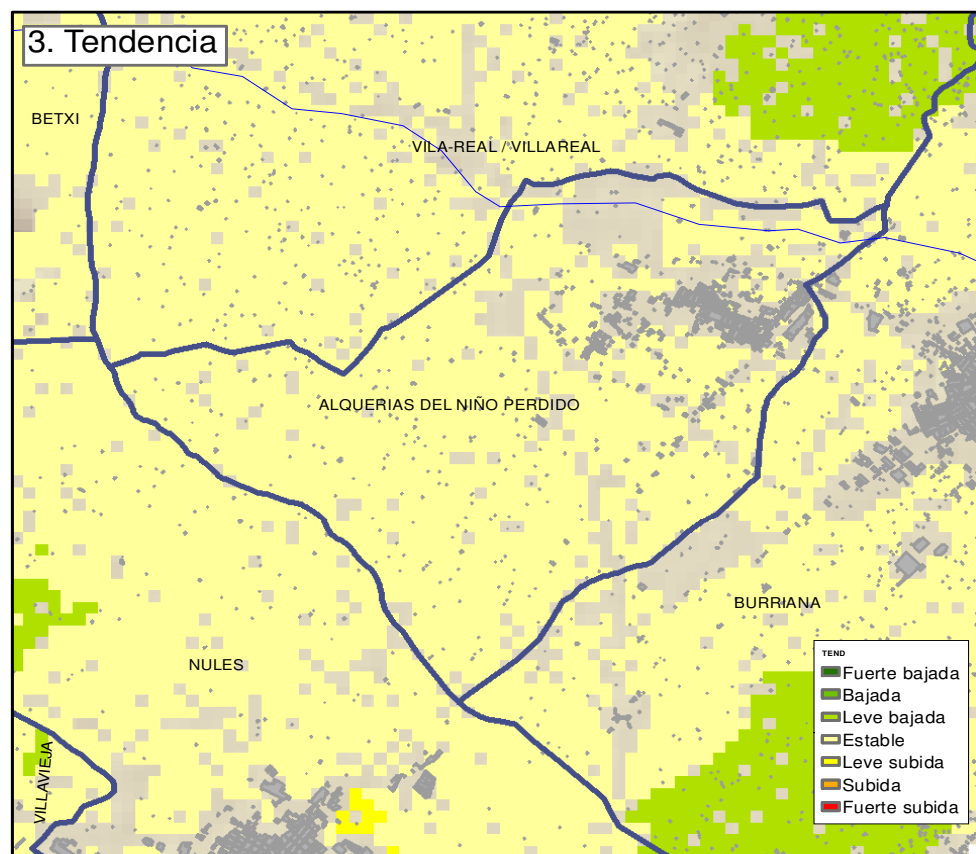 3. Tendencia
BETXI
VILA-REAL / VILLAREAL
ALQUERIAS DEL NIÑO PERDIDO
BURRIANA
NULES
VILLAVIEJA
TEND
Fuerte bajada
Bajada
Leve bajada
Estable
Leve subida
Subida
Fuerte subida